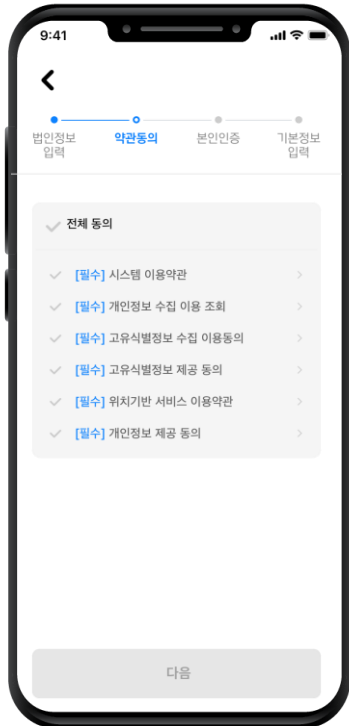 9:41
법인정보
입력
약관동의
본인인증
기본정보
입력
전체 동의
[필수] 시스템 이용약관
[필수] 개인정보 수집 이용 조회
[필수] 고유식별정보 수집 이용동의
[필수] 고유식별정보 제공 동의
[필수] 위치기반 서비스 이용약관
[필수] 개인정보 제공 동의
다음